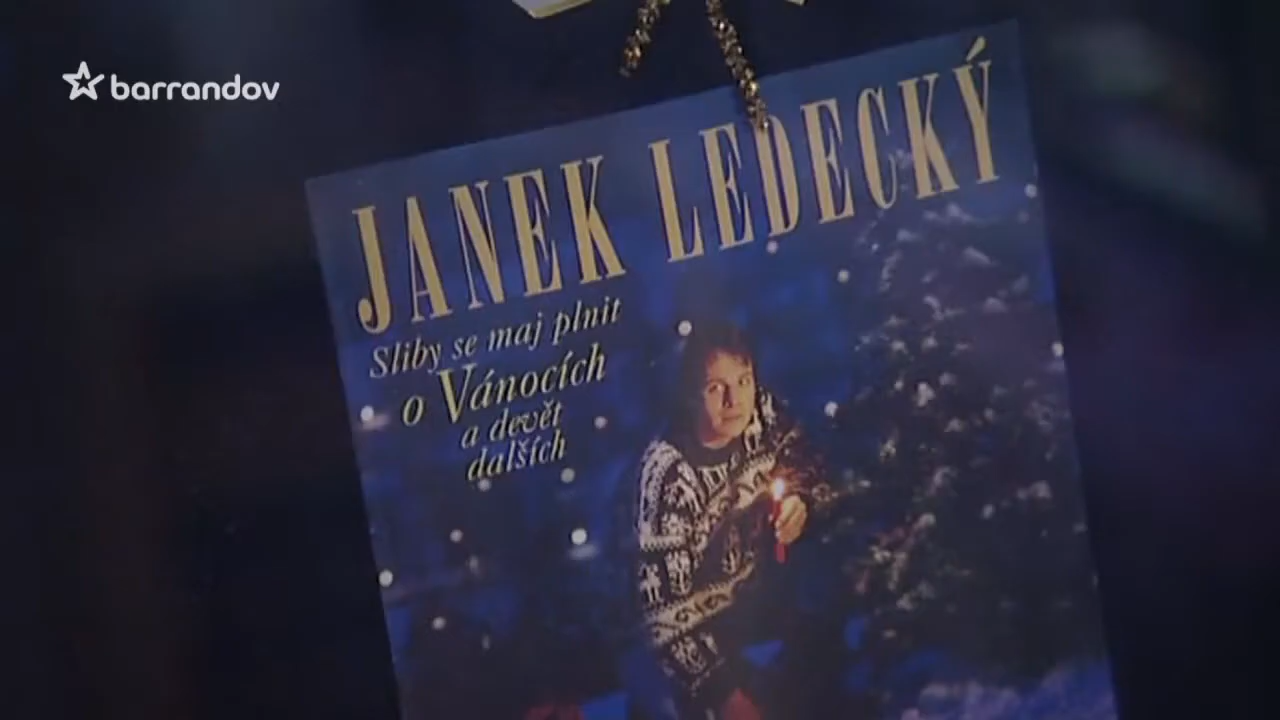 barrandov
JANEK LEDECKÝ
Sliby se maj plnit
o Vánocích
a devět
dalších